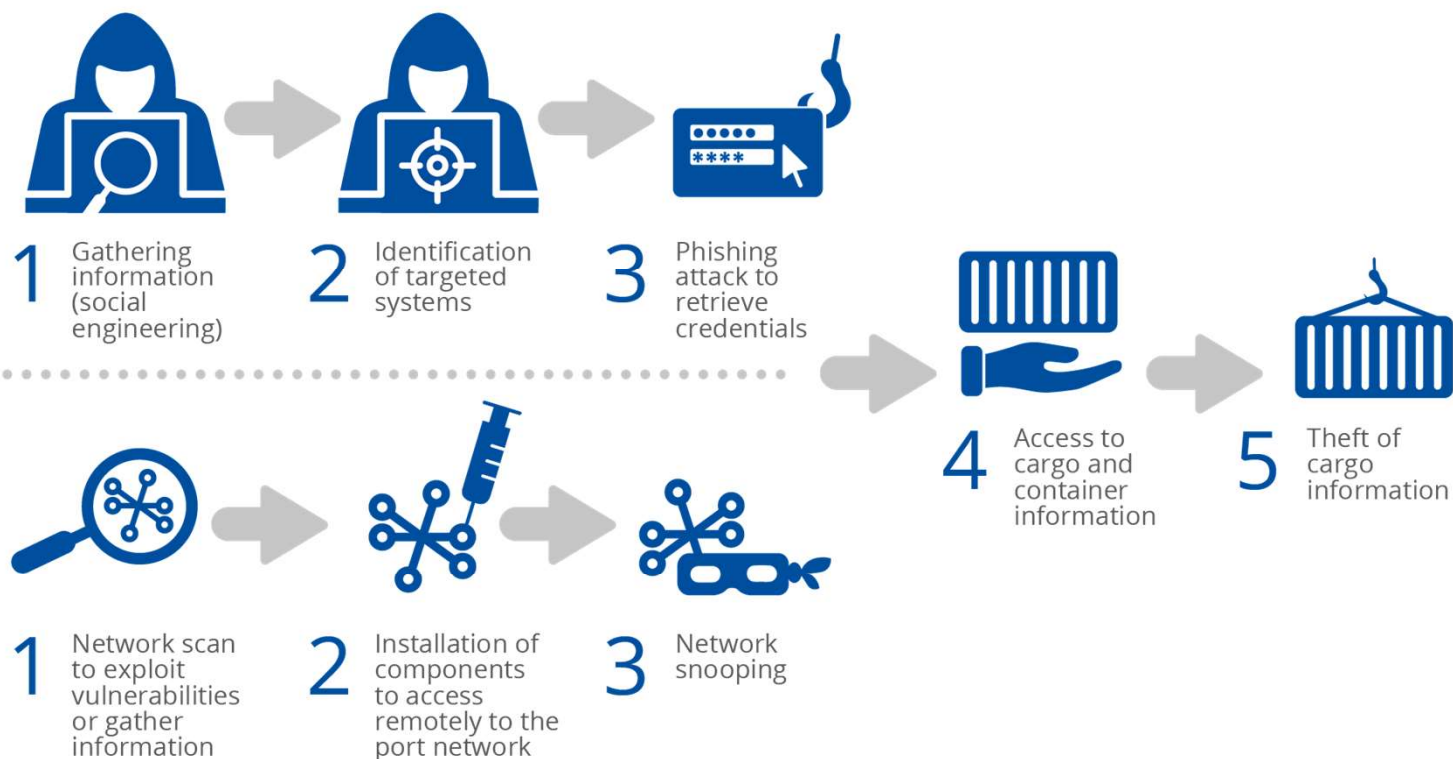 1
Gathering
information
(social
engineering)
2
Identification
of targeted
systems
3
Phishing
attack to
retrieve
credentials
****
1
Network scan
to exploit
vulnerabilities
or gather
information
2
Installation of
components
to access
remotely to the
port network
3
Network
snooping
4
Access to
cargo and
container
information
5
Theft of
cargo
information